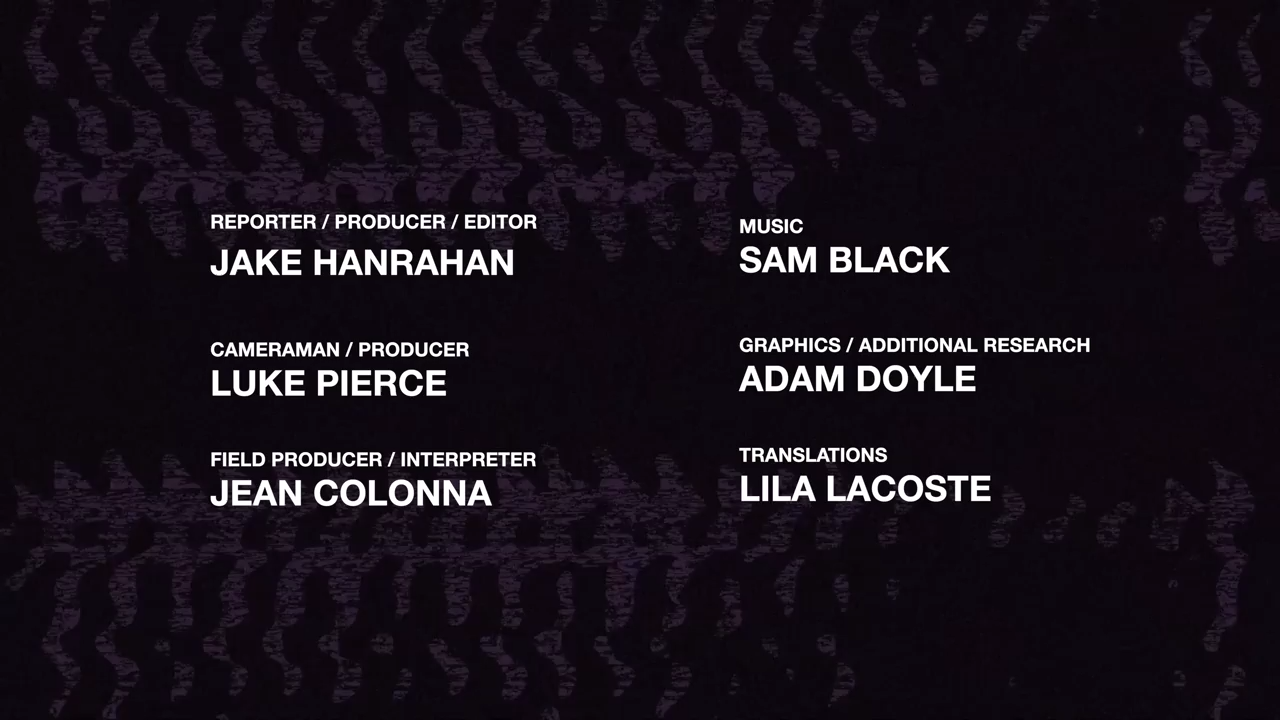 REPORTER / PRODUCER / EDITOR
JAKE HANRAHAN
CAMERAMAN / PRODUCER
LUKE PIERCE
FIELD PRODUCER / INTERPRETER
JEAN COLONNA
MUSIC
SAM BLACK
GRAPHICS / ADDITIONAL RESEARCH
ADAM DOYLE
TRANSLATIONS
LILA LACOSTE